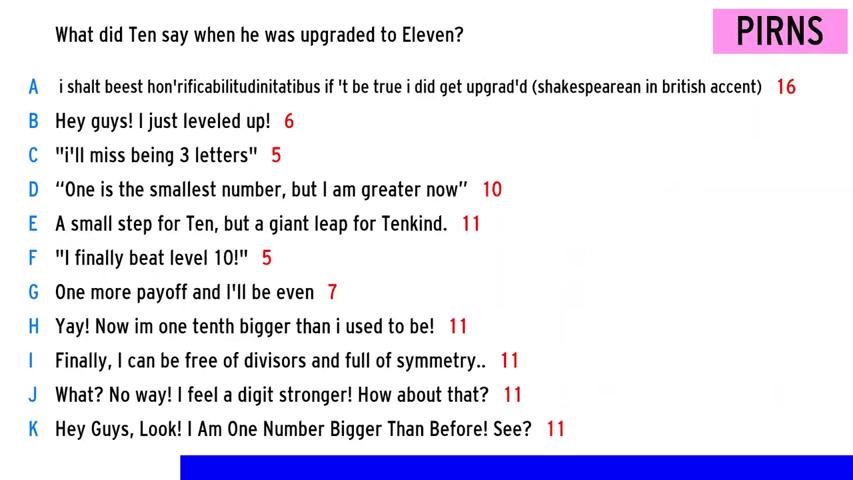 What did Ten say when he was upgraded to Eleven?
PIRNS
A i shalt beest hon'rificabilitudinitatibus if 't be true i did get upgrad'd (shakespearean in british accent) 16
B Hey guys! I just leveled up! 6
C "i'll miss being 3 letters" 5
D “One is the smallest number, but I am greater now” 10
E A small step for Ten, but a giant leap for Tenkind. 11
F "I finally beat level 10!" 5
G One more payoff and I'll be even 7
H Yay! Now im one tenth bigger than i used to be! 11
I Finally, I can be free of divisors and full of symmetry.. 11
J What? No way! I feel a digit stronger! How about that? 11
K Hey Guys, Look! I Am One Number Bigger Than Before! See? 11